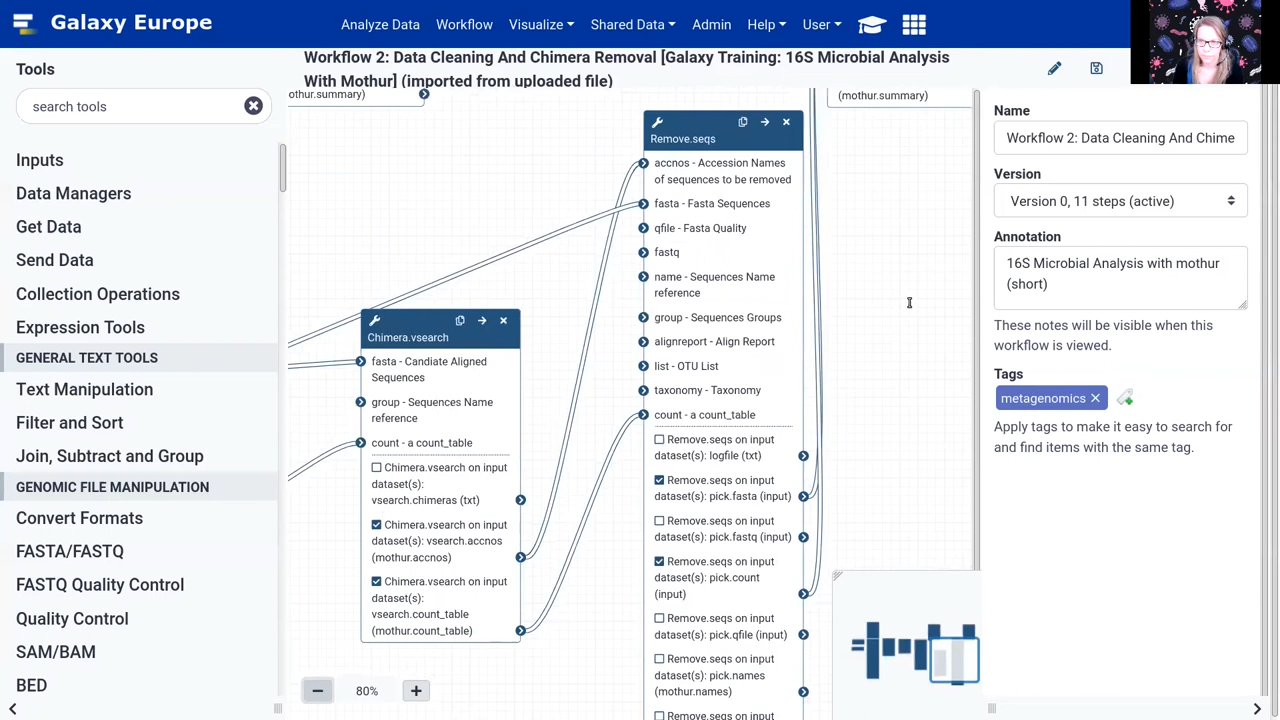 Galaxy Europe
Analyze Data
Workflow
Visualize
Shared Data
Admin
Help
User
Tools
search tools
Inputs
Data Managers
Get Data
Send Data
Collection Operations
Expression Tools
GENERAL TEXT TOOLS
Text Manipulation
Filter and Sort
Join, Subtract and Group
GENOMIC FILE MANIPULATION
Convert Formats
FASTA/FASTQ
FASTQ Quality Control
Quality Control
SAM/BAM
BED
Workflow 2: Data Cleaning And Chimera Removal [Galaxy Training: 16S Microbial Analysis
With Mothur] (imported from uploaded file)
othur.summary)
(mothur.summary)
Chimera.vsearch
fasta - Candiate Aligned
Sequences
group - Sequences Name
reference
count - a count_table
Chimera.vsearch on input
dataset(s):
vsearch.chimeras (txt)
Chimera.vsearch on input
dataset(s): vsearch.accnos
(mothur.accnos)
Chimera.vsearch on input
dataset(s):
vsearch.count_table
(mothur.count_table)
Remove.seqs
accnos - Accession Names
of sequences to be removed
fasta - Fasta Sequences
qfile - Fasta Quality
fastq
name - Sequences Name
reference
group - Sequences Groups
alignreport - Align Report
list - OTU List
taxonomy - Taxonomy
count - a count_table
Remove.seqs on input
dataset(s): logfile (txt)
Remove.seqs on input
dataset(s): pick.fasta (input)
Remove.seqs on input
dataset(s): pick.fastq (input)
Remove.seqs on input
dataset(s): pick.count
(input)
Remove.seqs on input
dataset(s): pick.qfile (input)
Remove.seqs on input
dataset(s): pick.names
(mothur.names)
Remove.seqs on input
80%
Name
Workflow 2: Data Cleaning And Chime
Version
Version 0, 11 steps (active)
Annotation
16S Microbial Analysis with mothur
(short)
These notes will be visible when this
workflow is viewed.
Tags
metagenomics
Apply tags to make it easy to search for
and find items with the same tag.